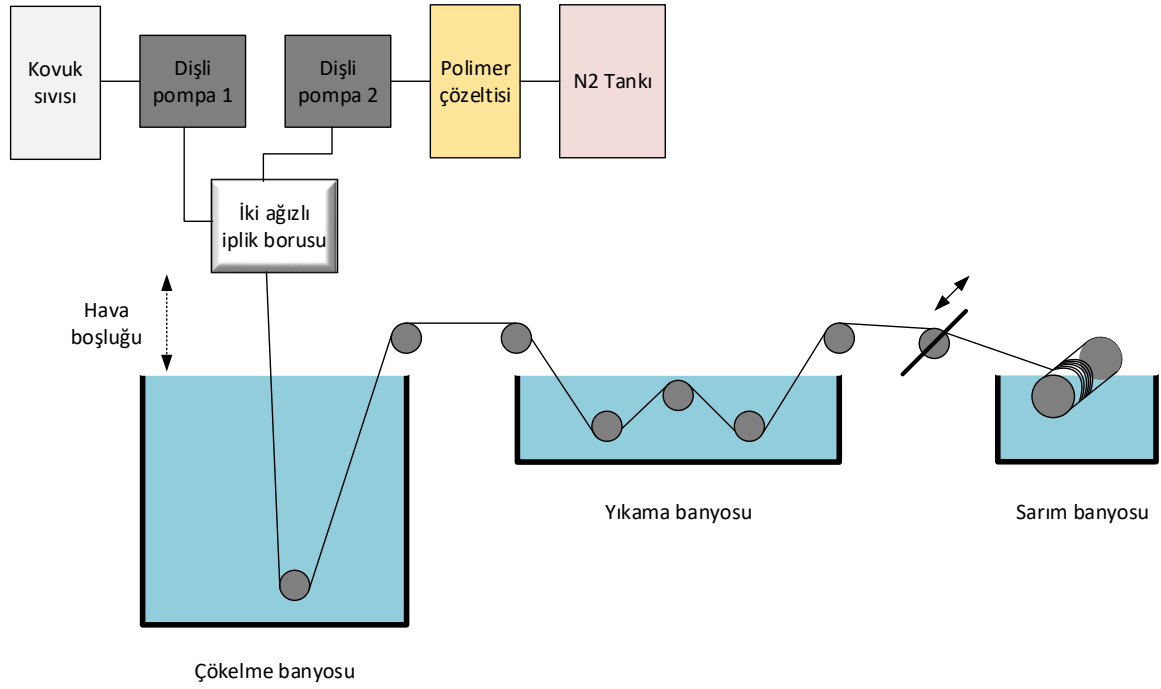 Kovuk
sıvısı
Dişli
pompa 1
Dişli
pompa 2
Polimer
çözeltisi
N2 Tankı
İki ağızlı
iplik borusu
Hava
boşluğu
Yıkama banyosu
Sarım banyosu
Çökelme banyosu